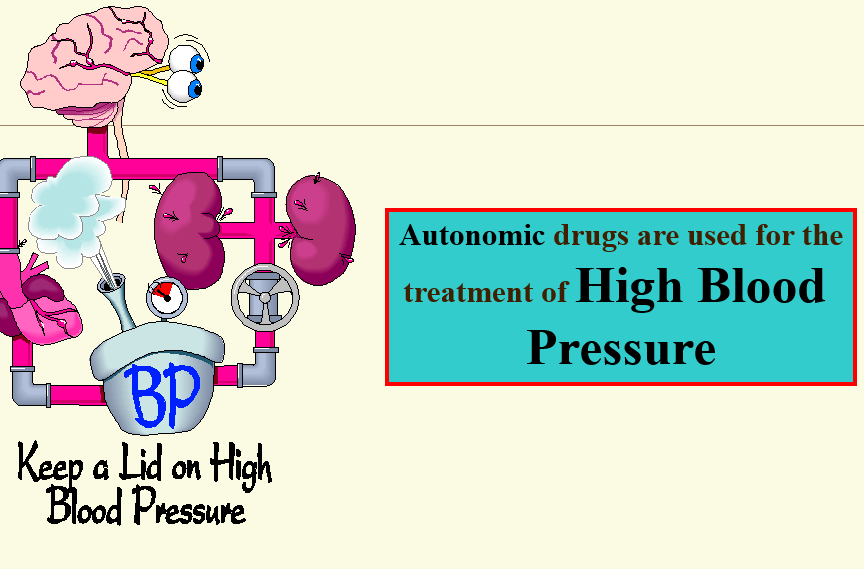 BP
Keep a Lid on High
Blood Pressure
Autonomic drugs are used for the
treatment of High Blood
Pressure